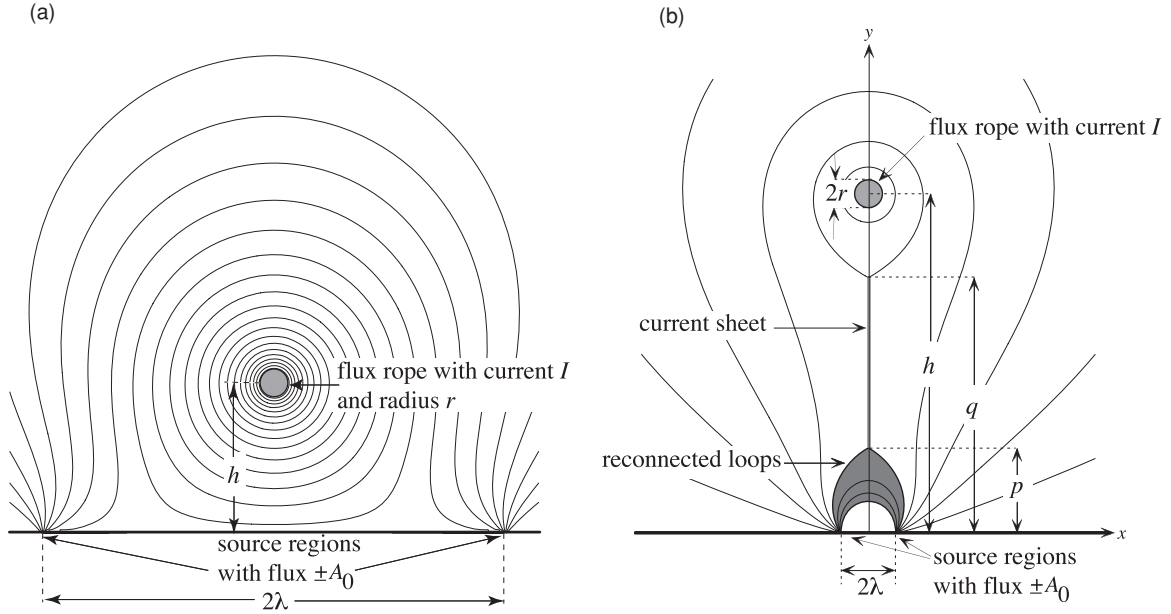 (a)
flux rope with current I
and radius r
h
source regions
with flux ±A0
2λ
(b)
y
flux rope with current I
2r
current sheet
h
q
reconnected loops
p
x
source regions
with flux ±A0
2λ